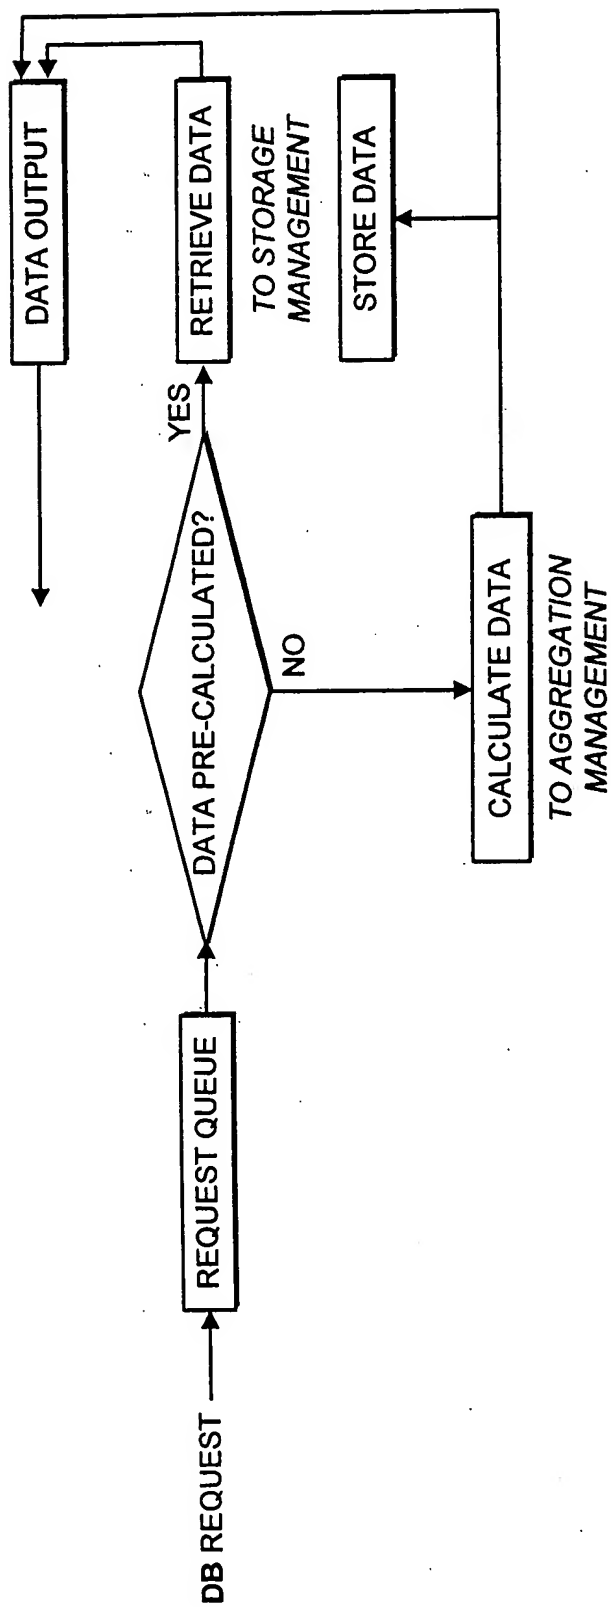 DB REQUEST
REQUEST QUEUE
DATA PRE-CALCULATED?
YES
NO
DATA OUTPUT
RETRIEVE DATA
TO STORAGE
MANAGEMENT
STORE DATA
CALCULATE DATA
TO AGGREGATION
MANAGEMENT